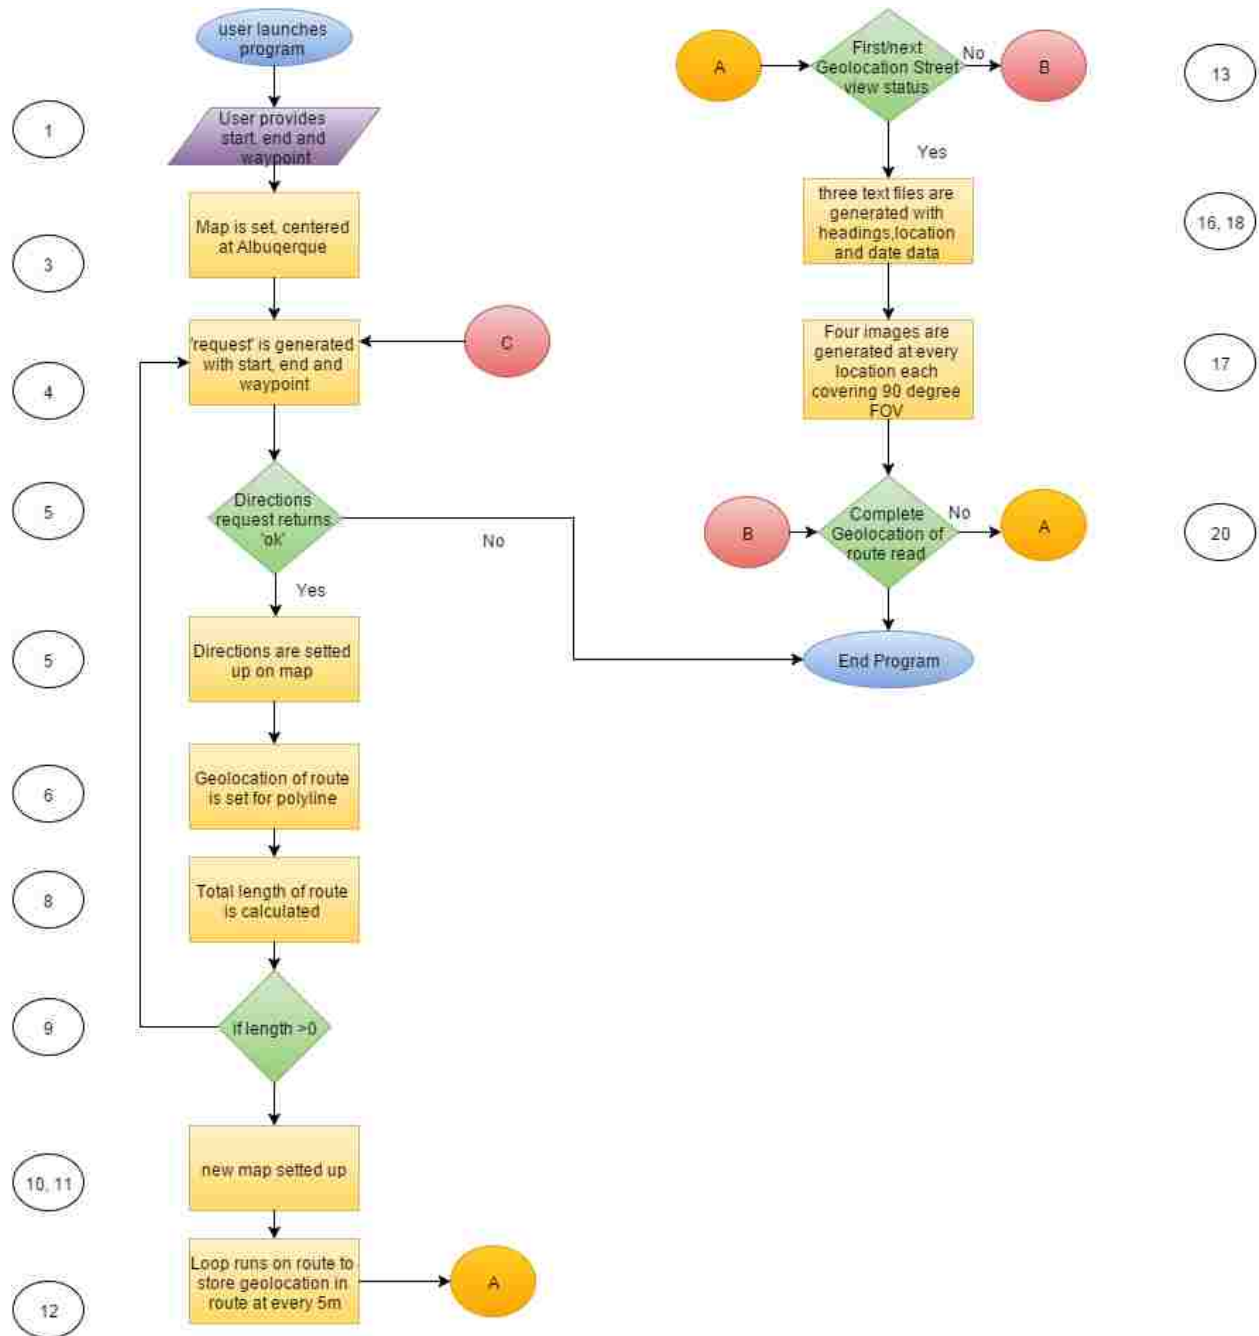 user launches
program
1
User provides
start, end and
waypoint
Map is set, centered
at Albuqerque
3
'request' is generated
with start, end and
waypoint
C
4
Directions
request returns
'ok'
5
No
Yes
Directions are setted
up on map
5
Geolocation of route
is set for polyline
6
Total length of route
is calculated
8
if length >0
9
new map setted up
10, 11
Loop runs on route to
store geolocation in
route at every 5m
A
12
A
First/next
Geolocation Street
view status
No
B
13
Yes
three text files are
generated with
headings,location
and date data
16, 18
Four images are
generated at every
location each
covering 90 degree
FOV
17
B
Complete
Geolocation of
route read
No
A
20
End Program